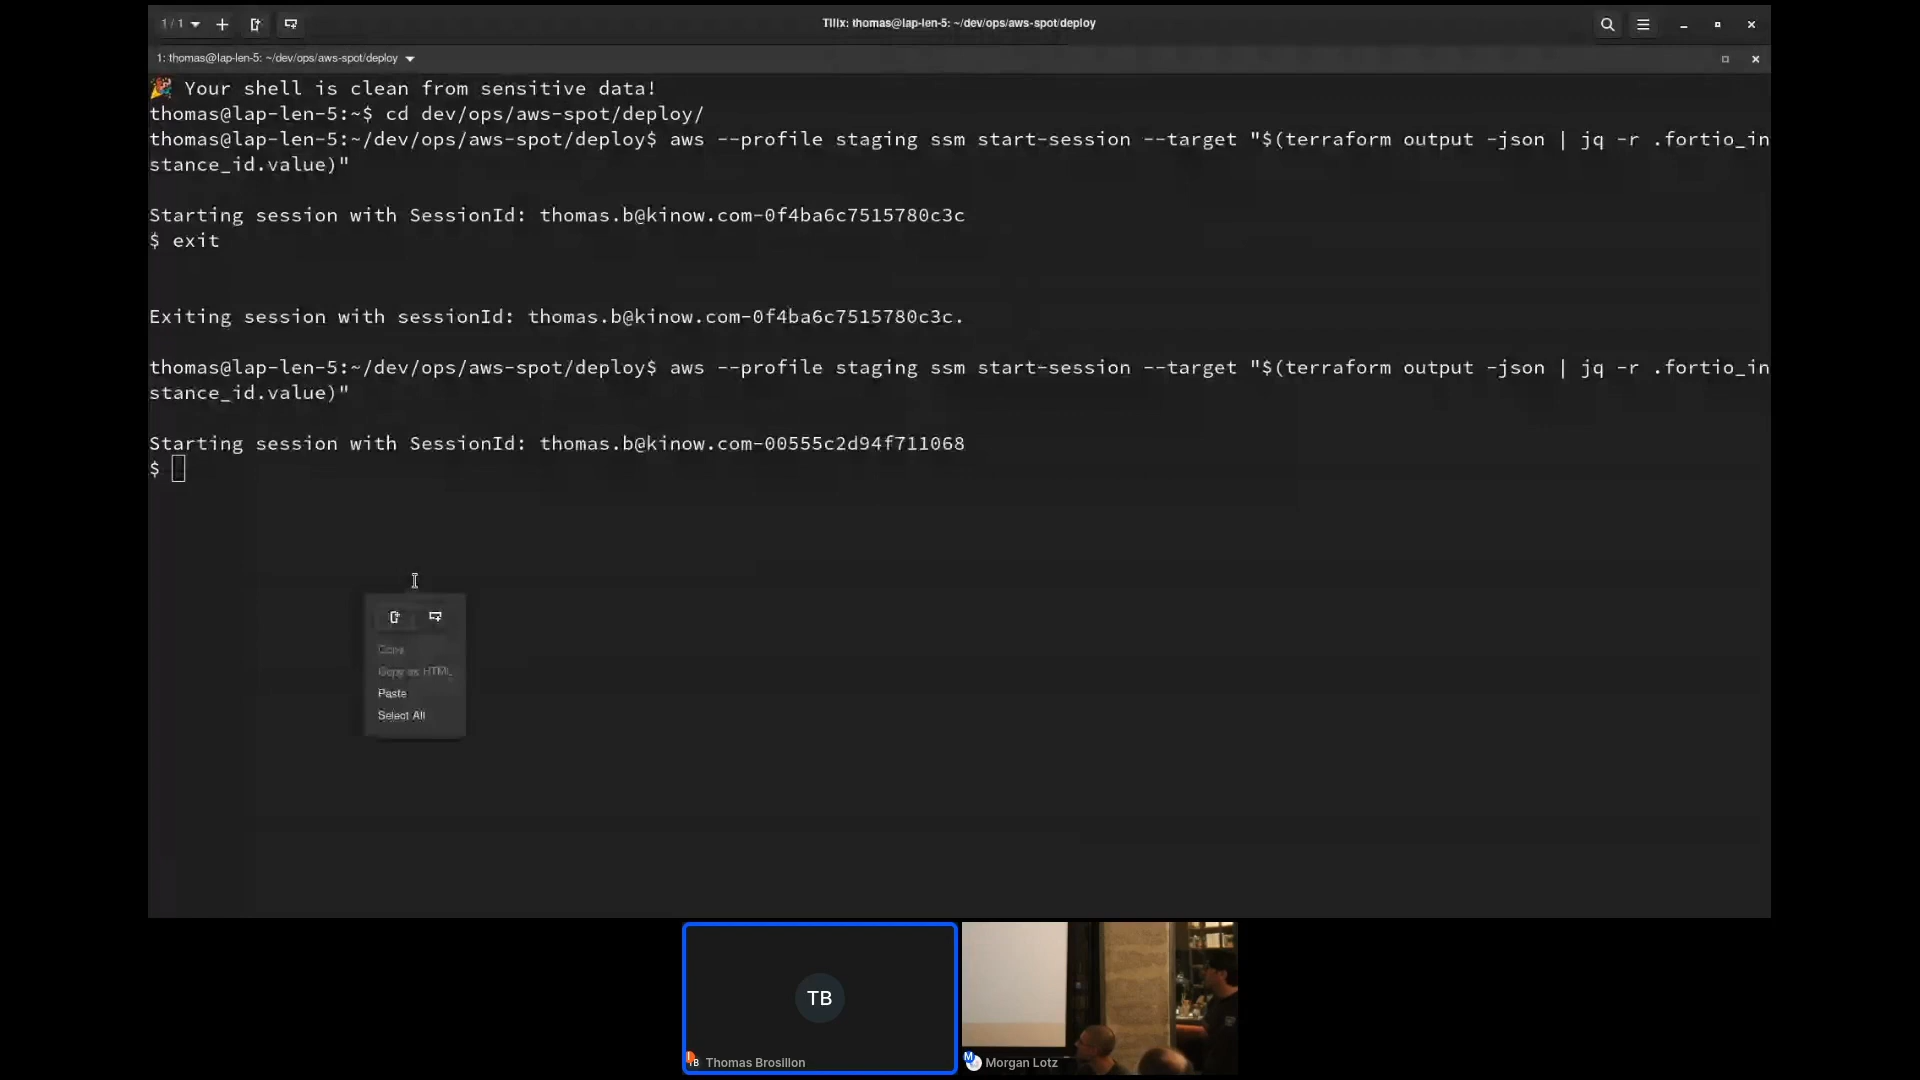 1 / 1
Tilix: thomas@lap-len-5: ~/dev/ops/aws-spot/deploy
1: thomas@lap-len-5: ~/dev/ops/aws-spot/deploy
🎉 Your shell is clean from sensitive data!
thomas@lap-len-5:~$ cd dev/ops/aws-spot/deploy/
thomas@lap-len-5:~/dev/ops/aws-spot/deploy$ aws --profile staging ssm start-session --target "$(terraform output -json | jq -r .fortio_in
stance_id.value)"
Starting session with SessionId: thomas.b@kinow.com-0f4ba6c7515780c3c
$ exit
Exiting session with sessionId: thomas.b@kinow.com-0f4ba6c7515780c3c.
thomas@lap-len-5:~/dev/ops/aws-spot/deploy$ aws --profile staging ssm start-session --target "$(terraform output -json | jq -r .fortio_in
stance_id.value)"
Starting session with SessionId: thomas.b@kinow.com-00555c2d94f711068
$
Copy
Copy as HTML
Paste
Select All
TB
TB Thomas Brosillon
M Morgan Lotz